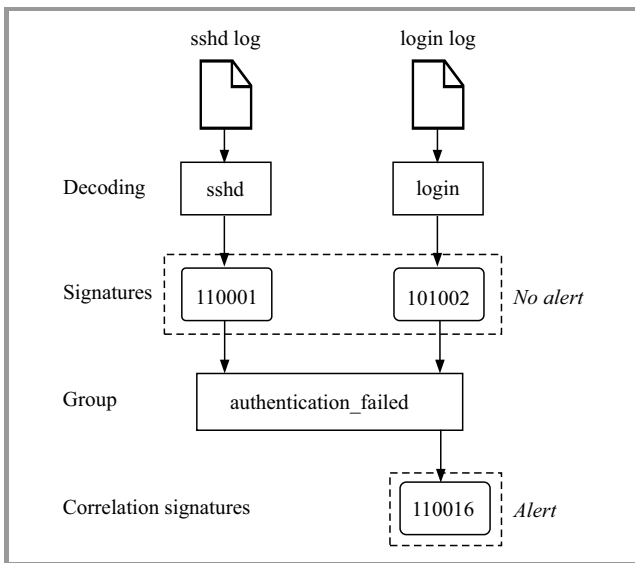 sshd log login log
Decoding sshd login
Signatures 110001 101002 No alert
Group authentication_failed
Correlation signatures 110016 Alert